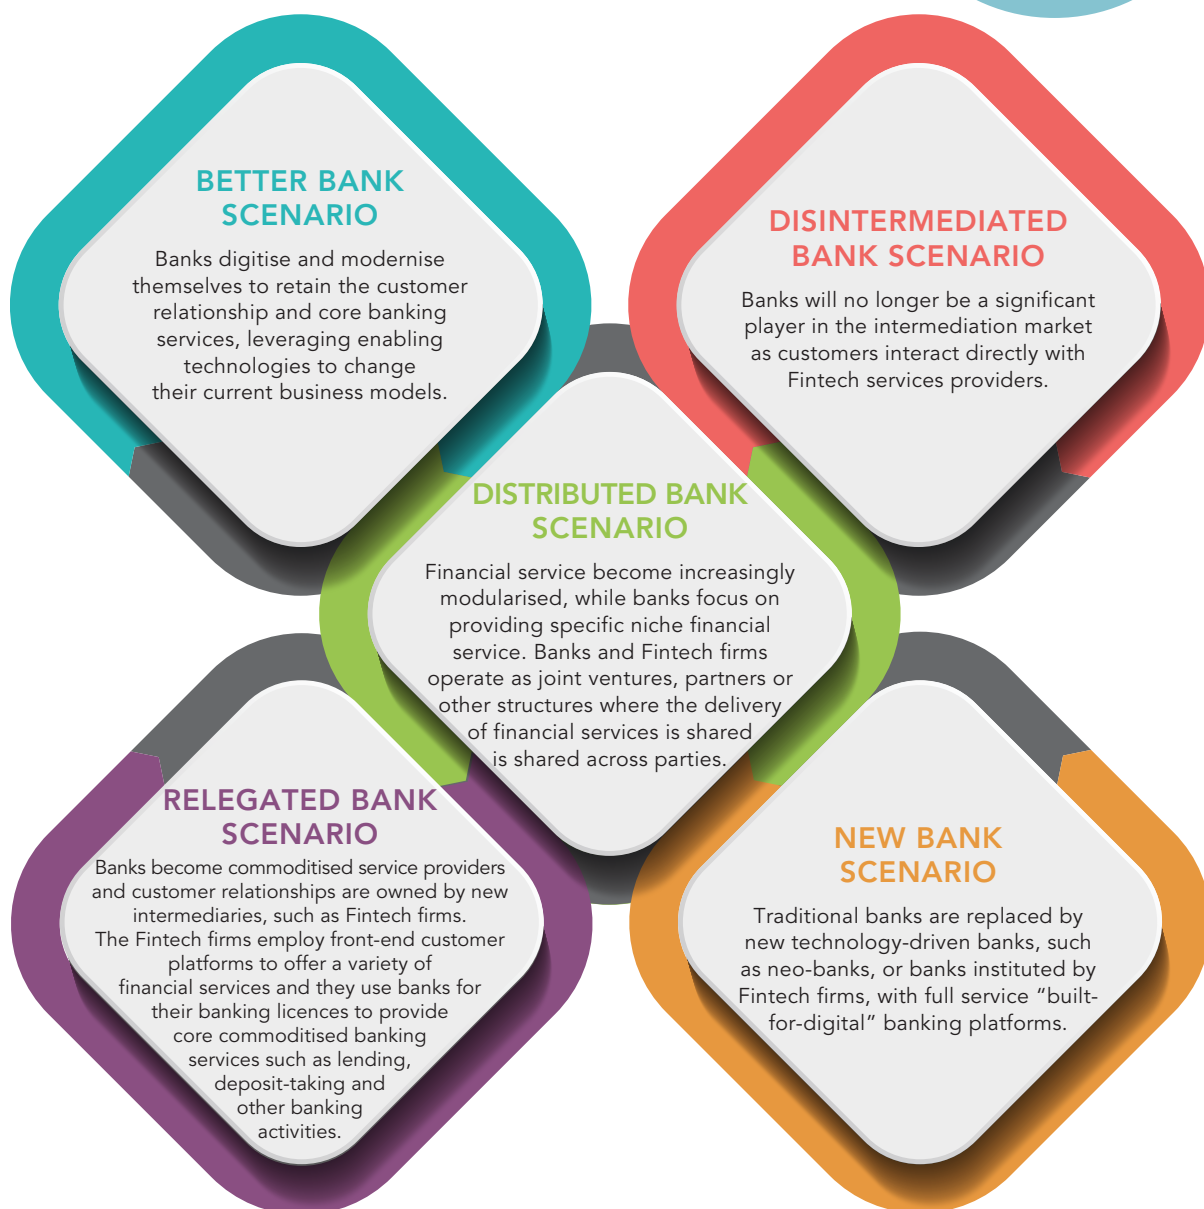 BETTER BANK
SCENARIO
Banks digitise and modernise
themselves to retain the customer
relationship and core banking
services, leveraging enabling
technologies to change
their current business models.
DISINTERMEDIATED
BANK SCENARIO
Banks will no longer be a significant
player in the intermediation market
as customers interact directly with
Fintech services providers.
DISTRIBUTED BANK
SCENARIO
Financial service become increasingly
modularised, while banks focus on
providing specific niche financial
service. Banks and Fintech firms
operate as joint ventures, partners or
other structures where the delivery
of financial services is shared
is shared across parties.
RELEGATED BANK
SCENARIO
Banks become commoditised service providers
and customer relationships are owned by new
intermediaries, such as Fintech firms.
The Fintech firms employ front-end customer
platforms to offer a variety of
financial services and they use banks for
their banking licences to provide
core commoditised banking
services such as lending,
deposit-taking and
other banking
activities.
NEW BANK
SCENARIO
Traditional banks are replaced by
new technology-driven banks, such
as neo-banks, or banks instituted by
Fintech firms, with full service “built-
for-digital” banking platforms.